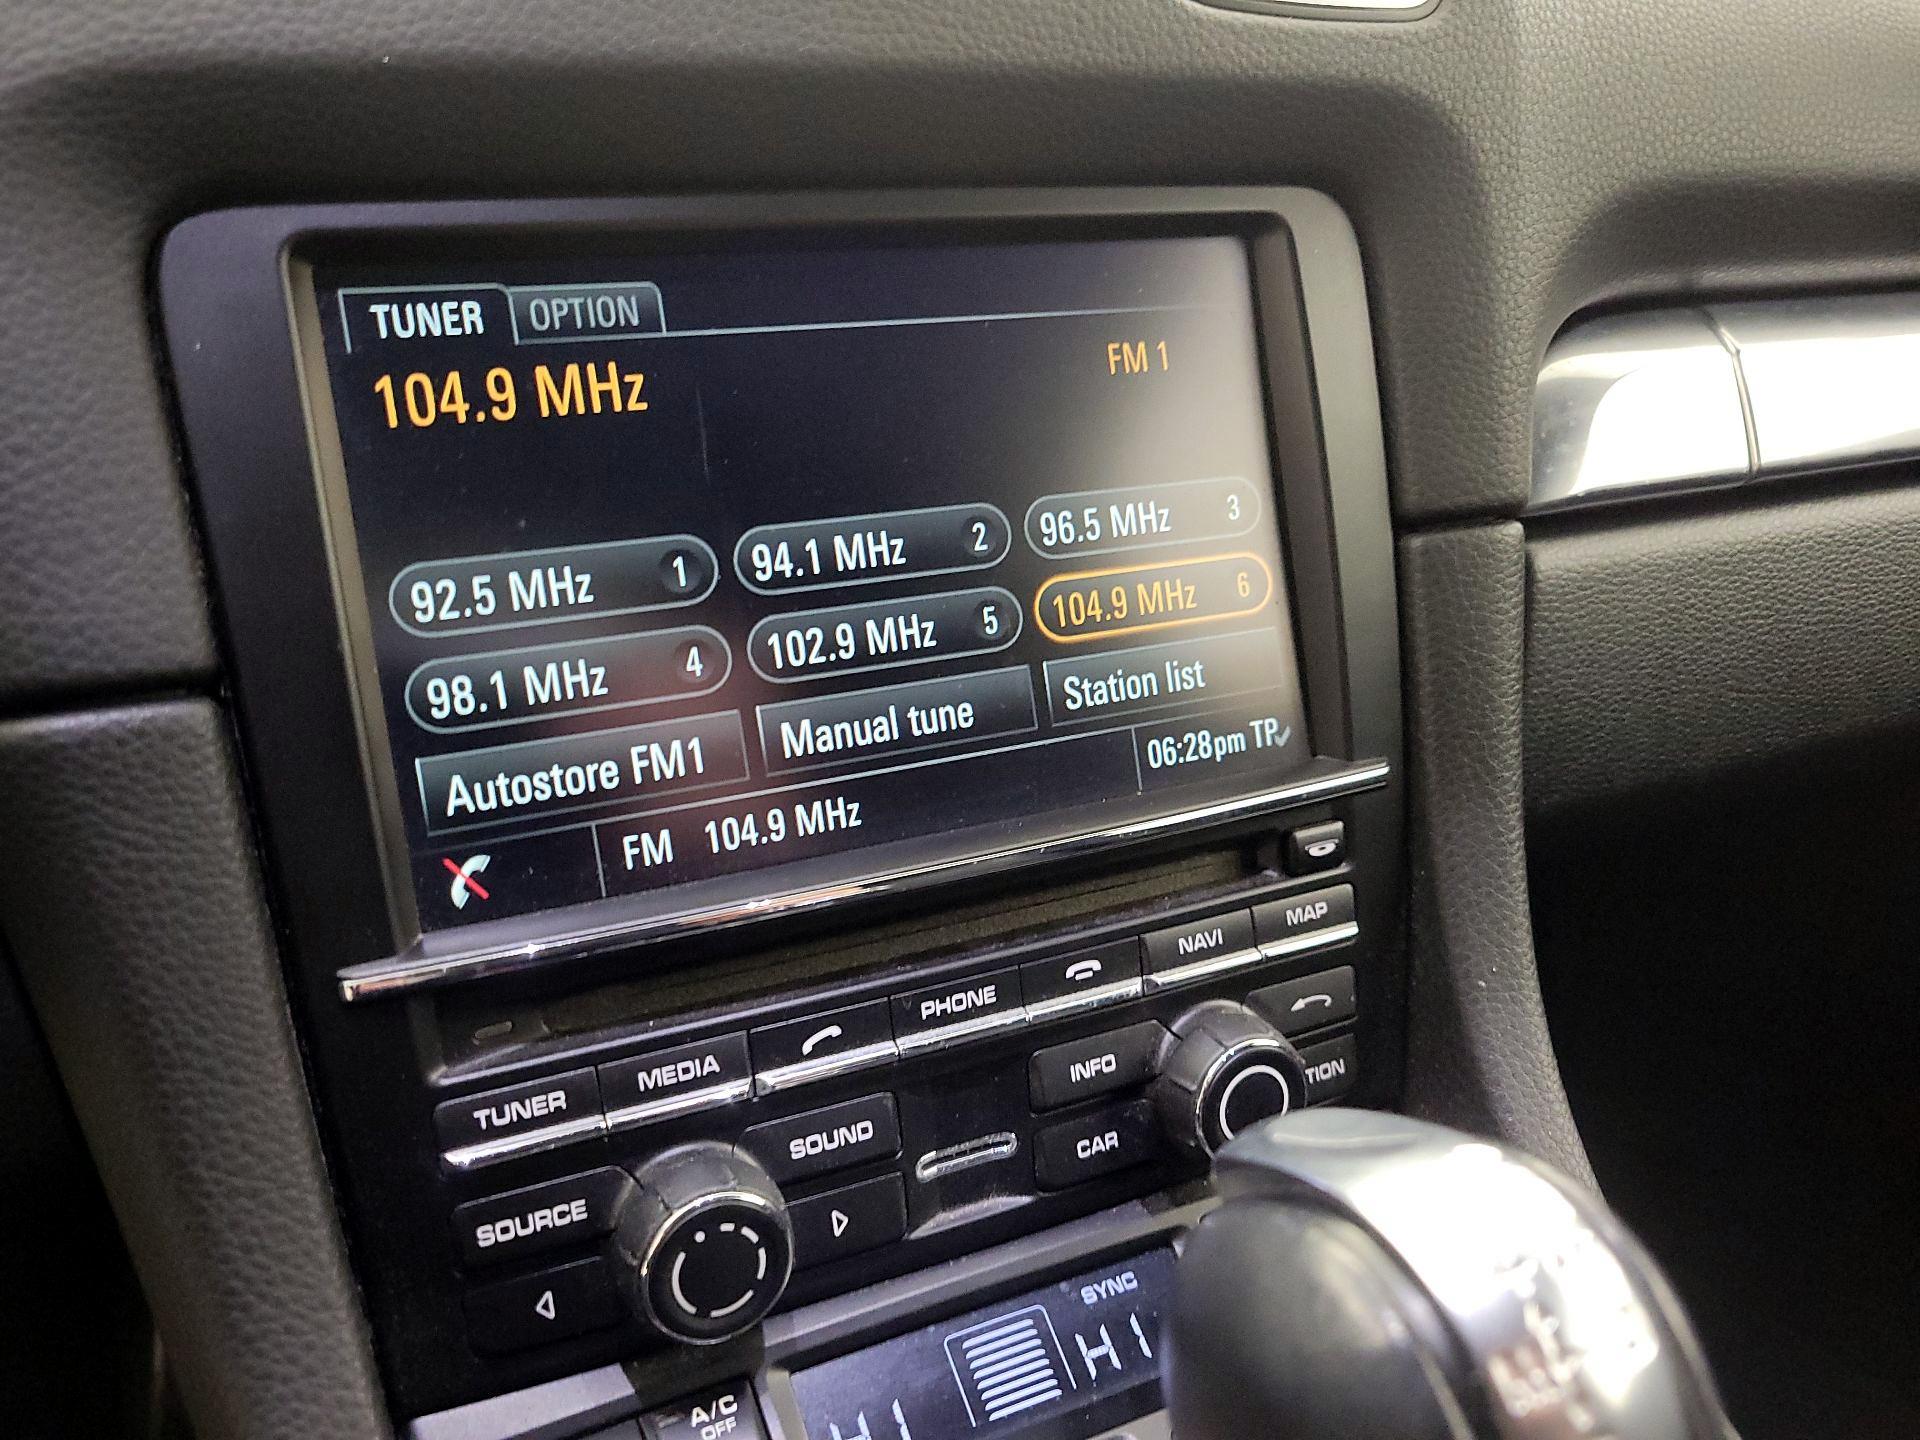 TUNER OPTION
104.9 MHz FM 1
92.5 MHz 1 94.1 MHz 2 96.5 MHz 3
98.1 MHz 4 102.9 MHz 5 104.9 MHz 6
Autostore FM1 Manual tune Station list
FM 104.9 MHz 06:28pm TP
TUNER MEDIA PHONE NAVI MAP
SOUND INFO TION
SOURCE CAR
SYNC
HI HI
A/C
OFF